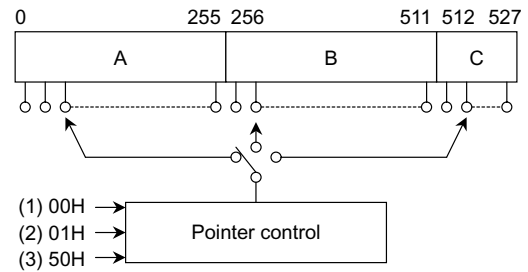 0 255 256 511 512 527
A B C
(1) 00H
(2) 01H
(3) 50H
Pointer control